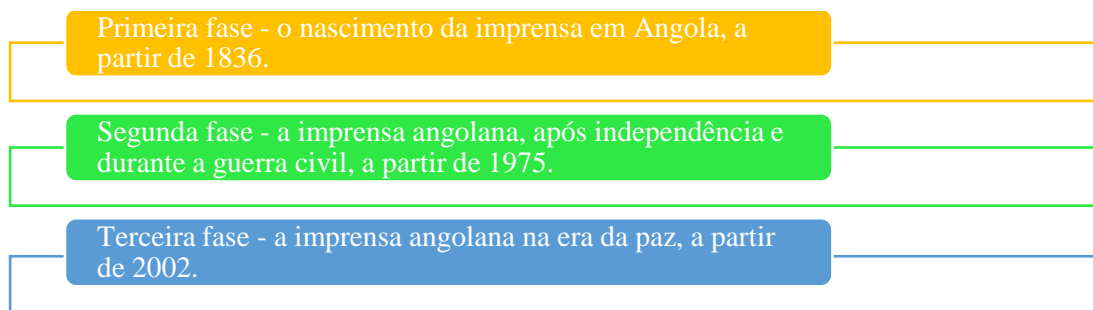 Primeira fase - o nascimento da imprensa em Angola, a
partir de 1836.
Segunda fase - a imprensa angolana, após independência e
durante a guerra civil, a partir de 1975.
Terceira fase - a imprensa angolana na era da paz, a partir
de 2002.